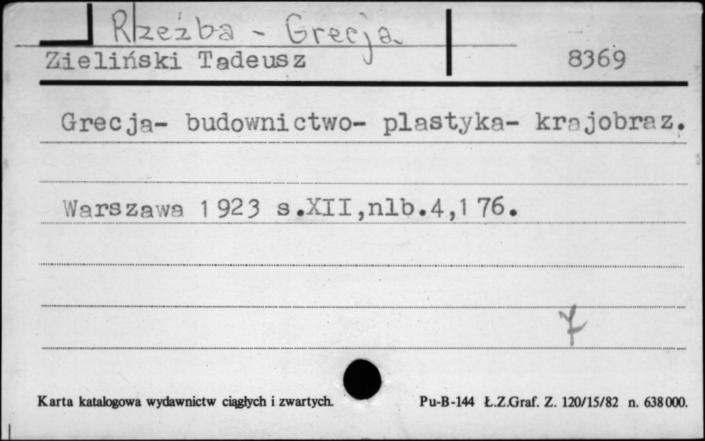 Rzeźba - Grecja
Zieliński Tadeusz 8369
Grecja- budownictwo- plastyka- krajobraz.
Warszawa 1923 s.XII,nlb.4,176.
7
Karta katalogowa wydawnictw ciągłych i zwartych. Pu-B-144 Ł.Z.Graf. Z. 120/15/82 n. 638000.